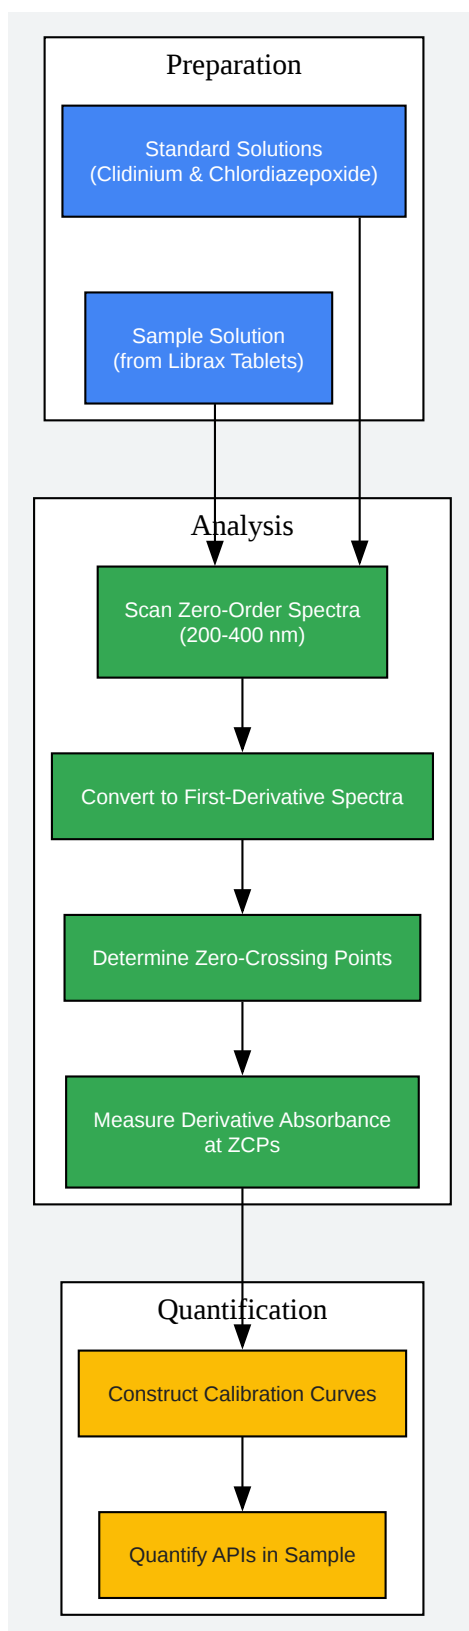 Preparation
Standard Solutions
(Clidinium & Chlordiazepoxide)
Sample Solution
(from Librax Tablets)
Analysis
Scan Zero-Order Spectra
(200-400 nm)
Convert to First-Derivative Spectra
Determine Zero-Crossing Points
Measure Derivative Absorbance
at ZCPs
Quantification
Construct Calibration Curves
Quantify APIs in Sample